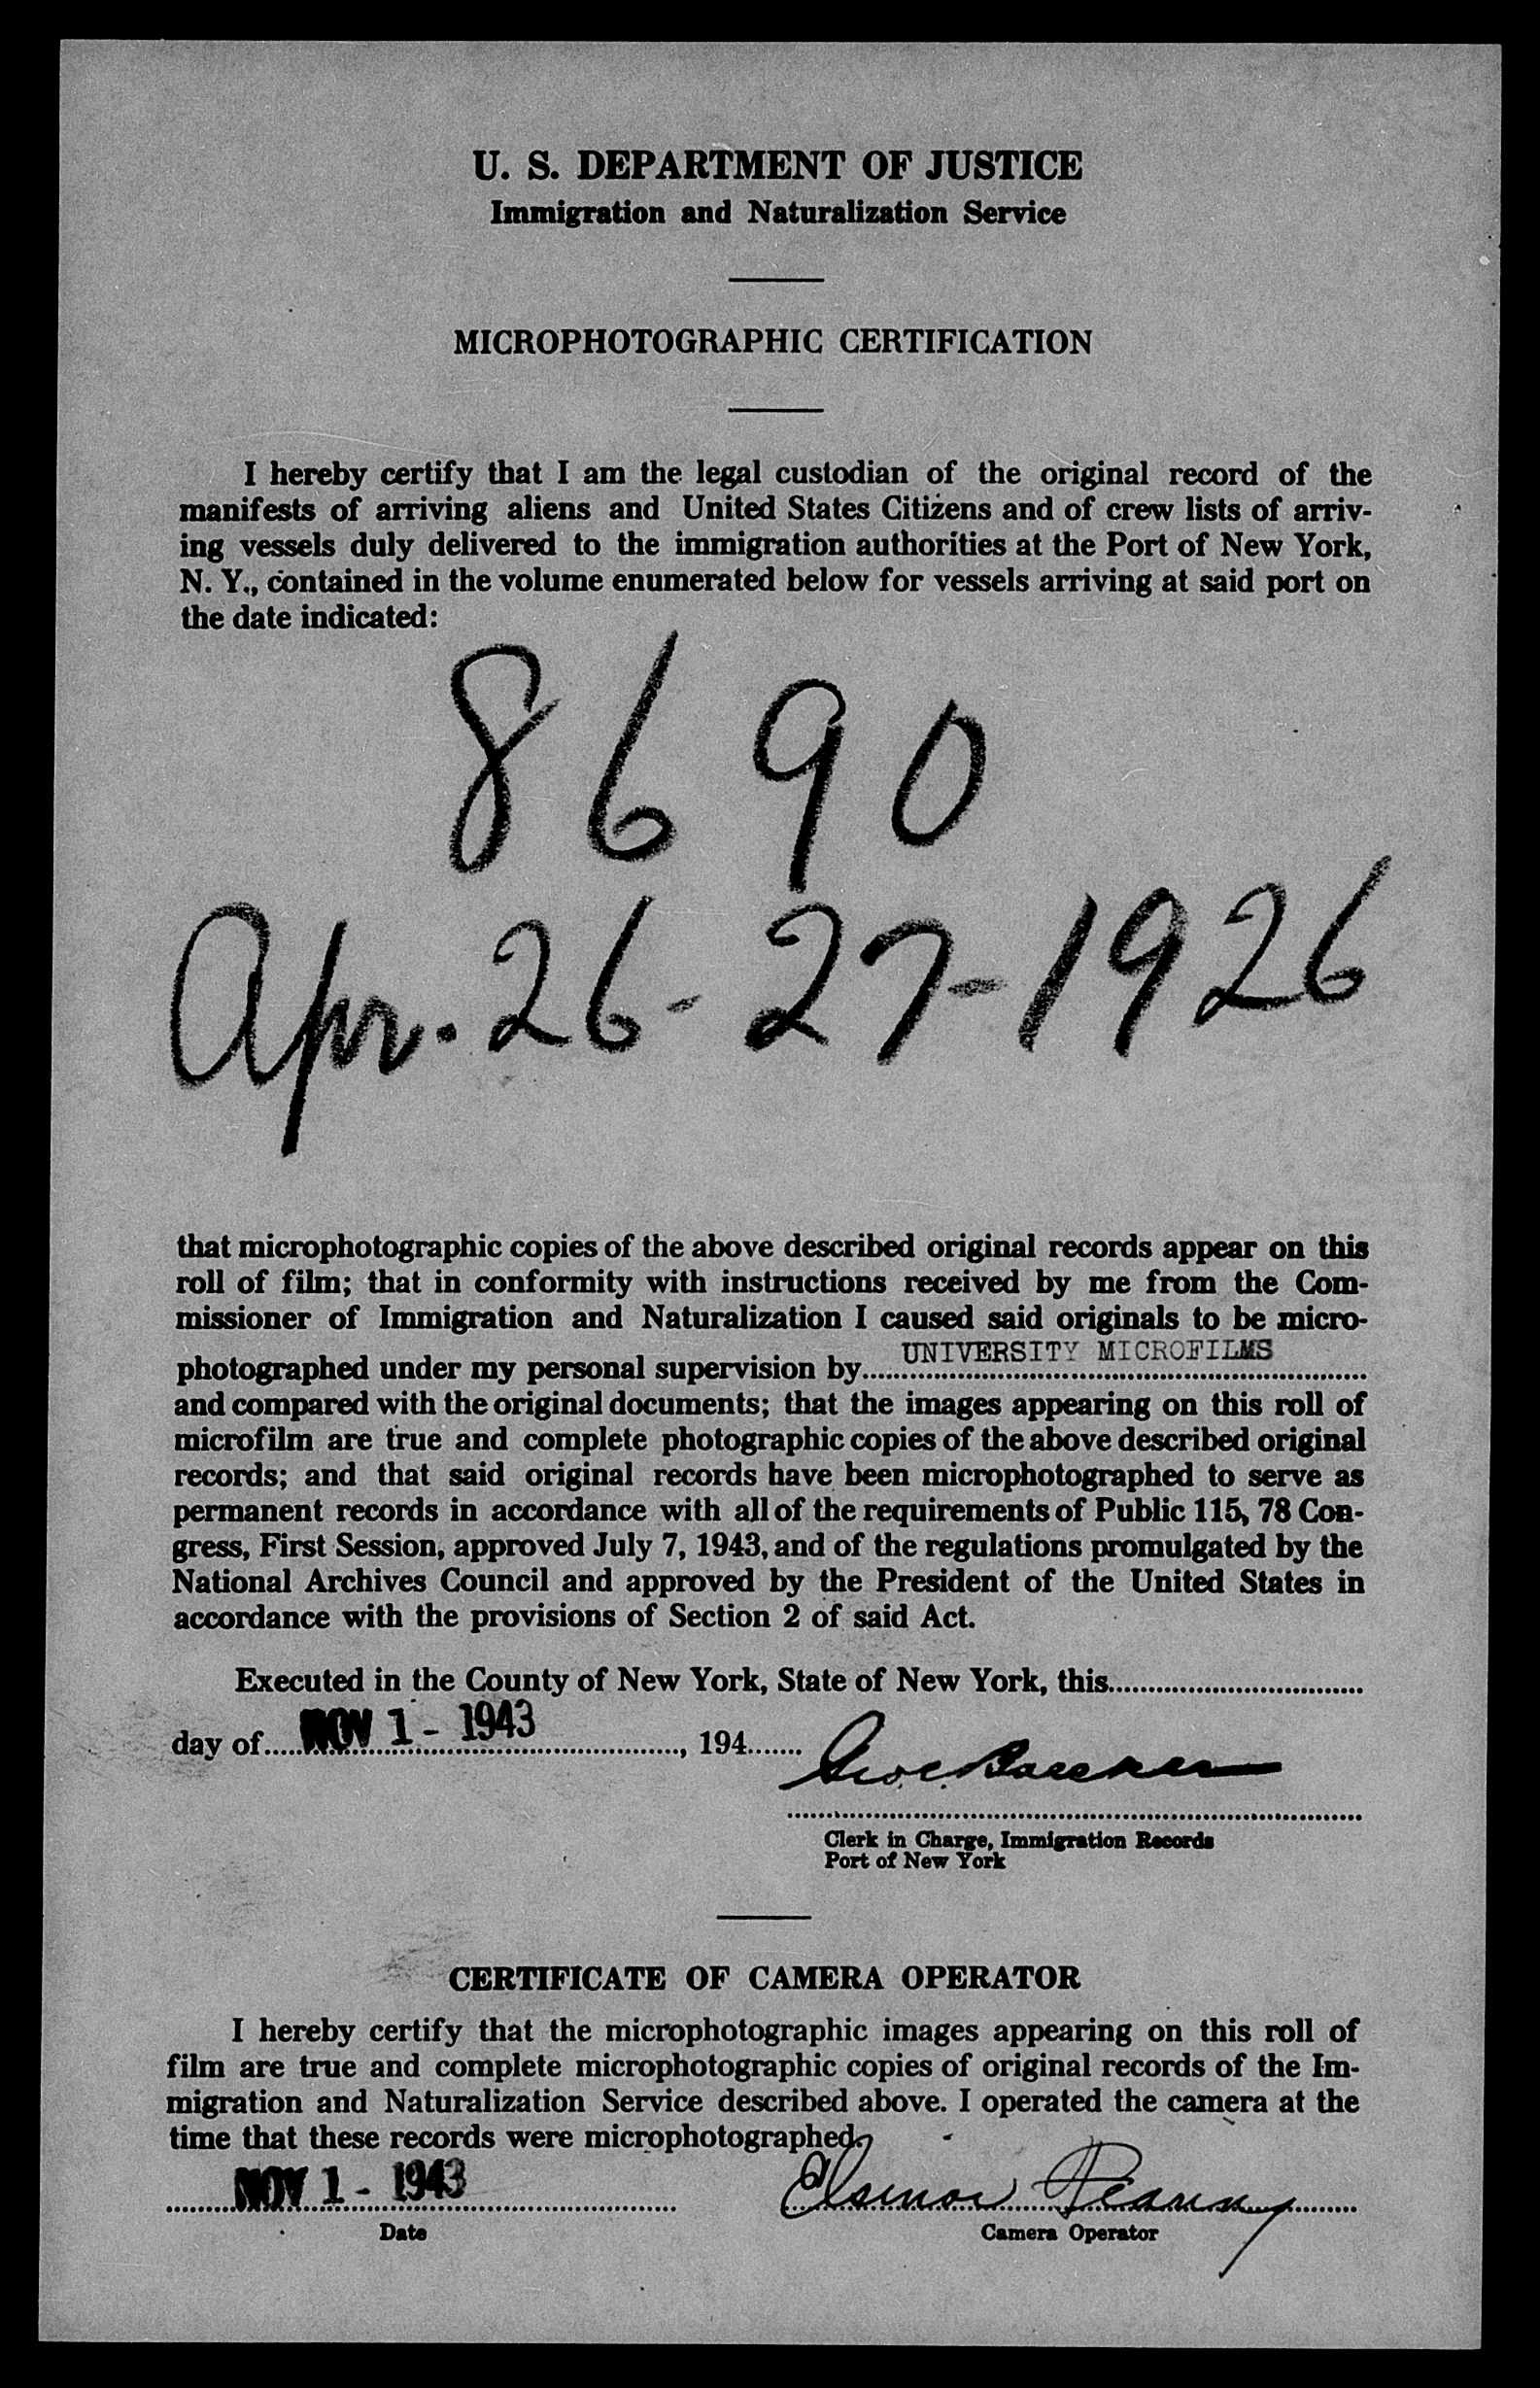 U. S. DEPARTMENT OF JUSTICE
Immigration and Naturalization Service
MICROPHOTOGRAPHIC CERTIFICATION
I hereby certify that I am the legal custodian of the original record of the
manifests of arriving aliens and United States Citizens and of crew lists of arriv-
ing vessels duly delivered to the immigration authorities at the Port of New York,
N. Y., contained in the volume enumerated below for vessels arriving at said port on
the date indicated:
8690
Apr. 26-27-1926
that microphotographic copies of the above described original records appear on this
roll of film; that in conformity with instructions received by me from the Com-
missioner of Immigration and Naturalization I caused said originals to be micro-
photographed under my personal supervision by UNIVERSITY MICROFILMS
and compared with the original documents; that the images appearing on this roll of
microfilm are true and complete photographic copies of the above described original
records; and that said original records have been microphotographed to serve as
permanent records in accordance with all of the requirements of Public 115, 78 Con-
gress, First Session, approved July 7, 1943, and of the regulations promulgated by the
National Archives Council and approved by the President of the United States in
accordance with the provisions of Section 2 of said Act.
Executed in the County of New York, State of New York, this
day of NOV 1 - 1943, 194
Clerk in Charge, Immigration Records
Port of New York
CERTIFICATE OF CAMERA OPERATOR
I hereby certify that the microphotographic images appearing on this roll of
film are true and complete microphotographic copies of original records of the Im-
migration and Naturalization Service described above. I operated the camera at the
time that these records were microphotographed.
NOV 1 - 1943
Date
Camera Operator